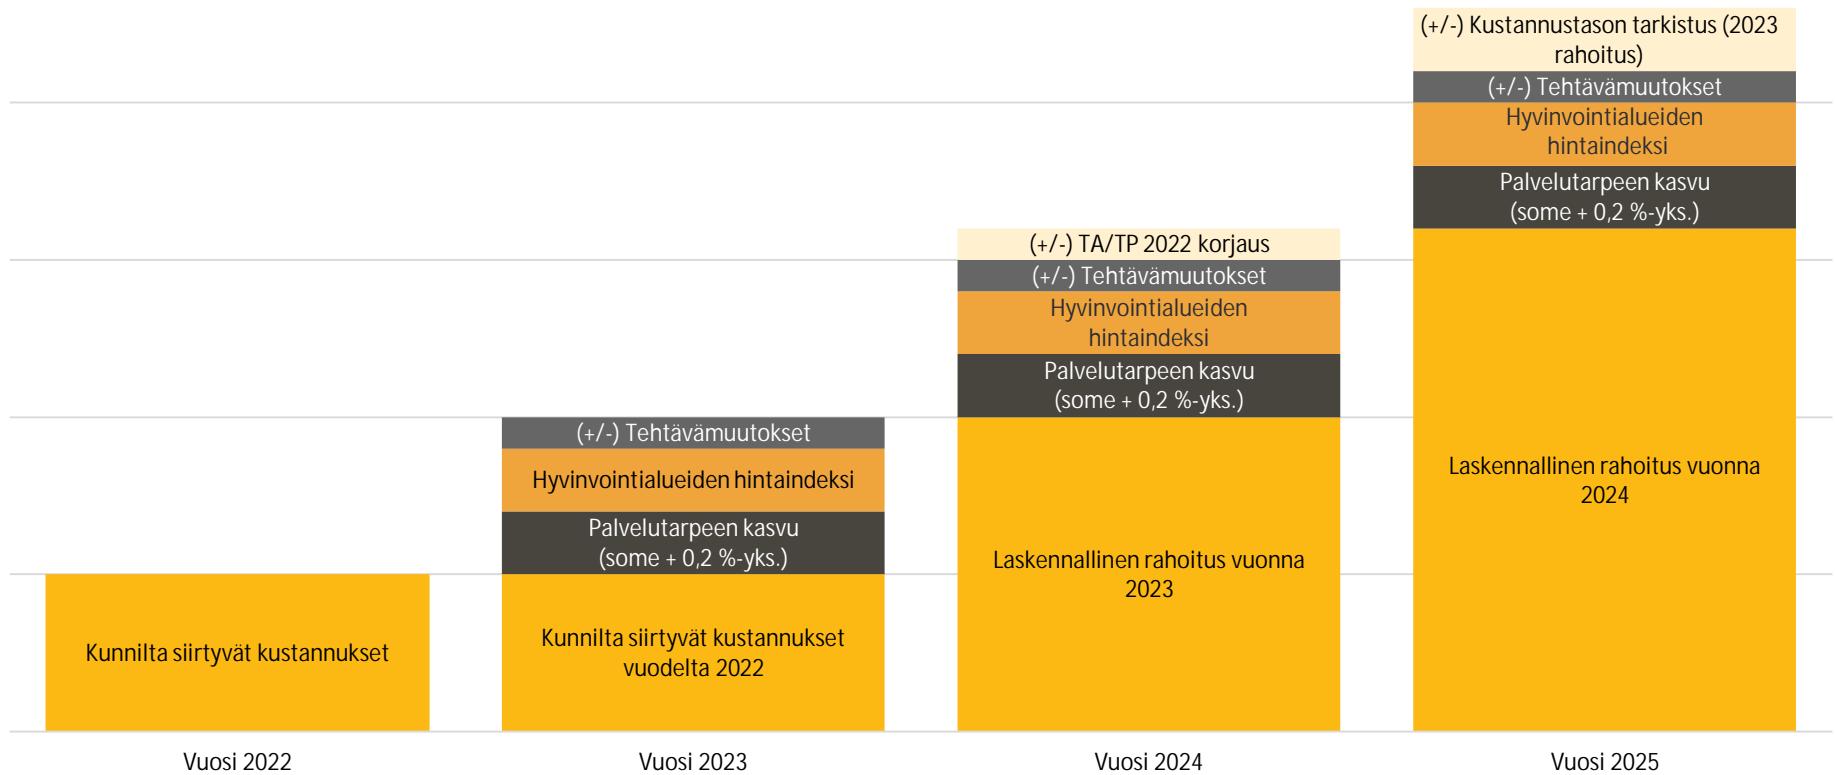 Kunnilta siirtyvät kustannukset
Vuosi 2022
(+/-) Tehtävämuutokset
Hyvinvointialueiden hintaindeksi
Palvelutarpeen kasvu
(some + 0,2 %-yks.)
Kunnilta siirtyvät kustannukset
vuodelta 2022
Vuosi 2023
(+/-) TA/TP 2022 korjaus
(+/-) Tehtävämuutokset
Hyvinvointialueiden
hintaindeksi
Palvelutarpeen kasvu
(some + 0,2 %-yks.)
Laskennallinen rahoitus vuonna
2023
Vuosi 2024
(+/-) Kustannustason tarkistus (2023
rahoitus)
(+/-) Tehtävämuutokset
Hyvinvointialueiden
hintaindeksi
Palvelutarpeen kasvu
(some + 0,2 %-yks.)
Laskennallinen rahoitus vuonna
2024
Vuosi 2025